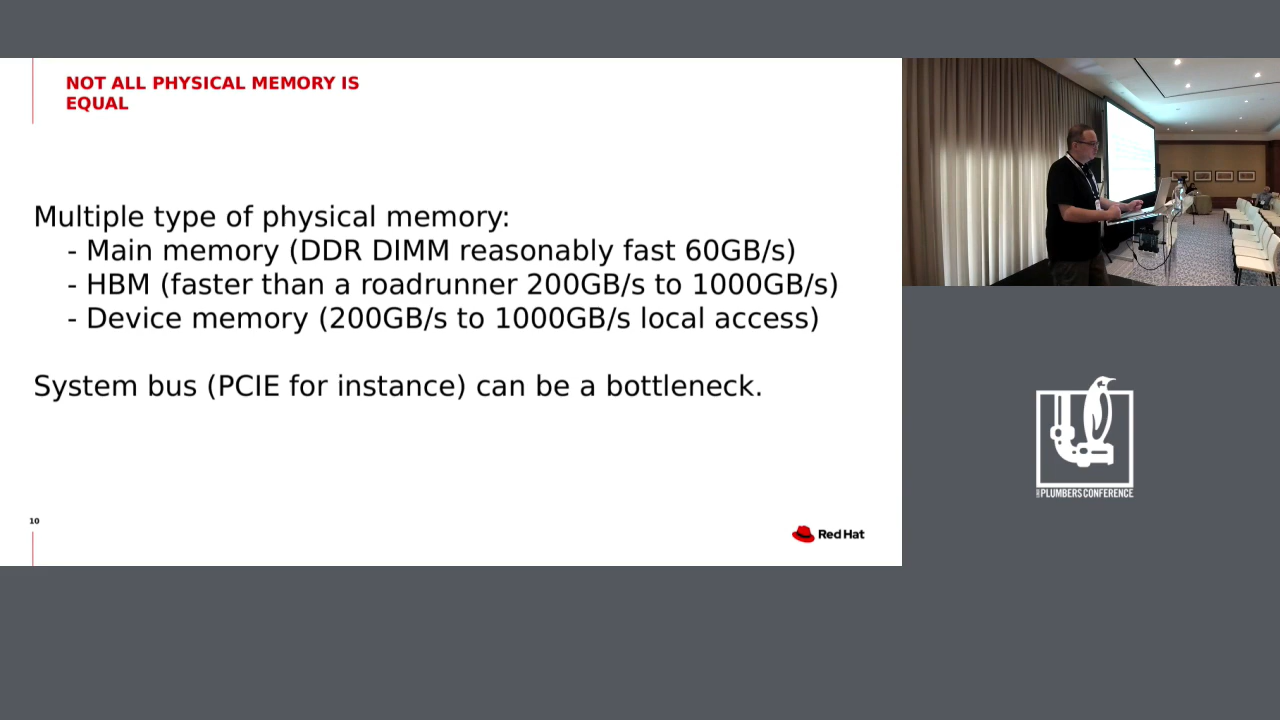 NOT ALL PHYSICAL MEMORY IS
EQUAL
Multiple type of physical memory:
- Main memory (DDR DIMM reasonably fast 60GB/s)
- HBM (faster than a roadrunner 200GB/s to 1000GB/s)
- Device memory (200GB/s to 1000GB/s local access)
System bus (PCIE for instance) can be a bottleneck.
10
Red Hat
PLUMBERS CONFERENCE